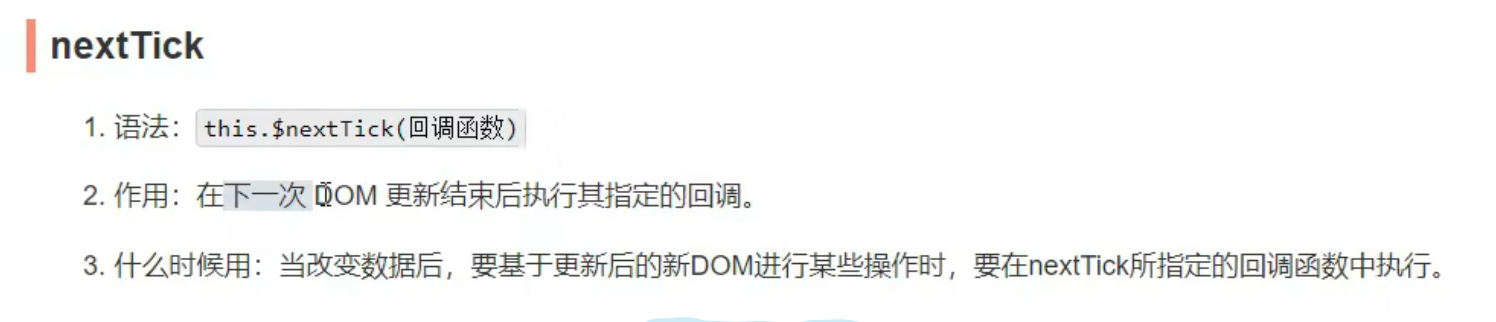 nextTick
1. 语法：this.$nextTick(回调函数)
2. 作用：在下一次 DOM 更新结束后执行其指定的回调。
3. 什么时候用：当改变数据后，要基于更新后的新DOM进行某些操作时，要在nextTick所指定的回调函数中执行。